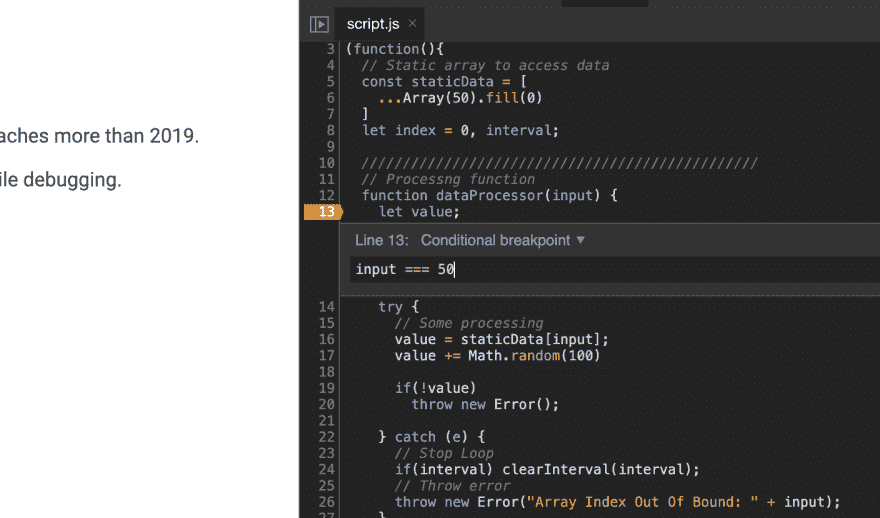 aches more than 2019.
ile debugging.
script.js ×
3 (function(){
4 // Static array to access data
5 const staticData = [
6 ...Array(50).fill(0)
7 ]
8 let index = 0, interval;
9
10 ////////////////////////////////////////////////
11 // Processng function
12 function dataProcessor(input) {
13 let value;
Line 13: Conditional breakpoint ▼
input === 50
14 try {
15 // Some processing
16 value = staticData[input];
17 value += Math.random(100)
18
19 if(!value)
20 throw new Error();
21
22 } catch (e) {
23 // Stop Loop
24 if(interval) clearInterval(interval);
25 // Throw error
26 throw new Error("Array Index Out Of Bound: " + input);
27 }